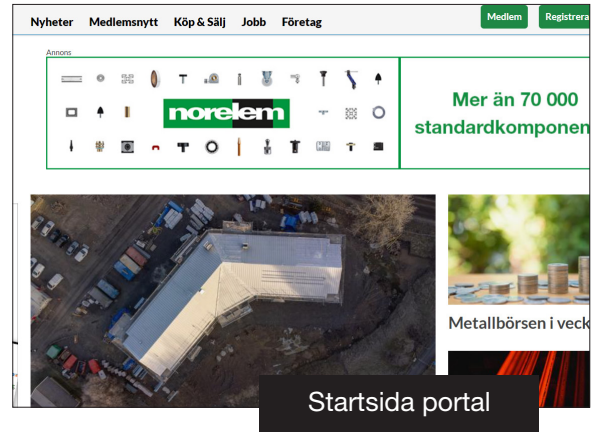 Nyheter Medlemsnytt Köp & Sälj Jobb Företag Medlem Registrera
Annons
norelem
Mer än 70 000
standardkomponen
Metallbörsen i veck
Startsida portal